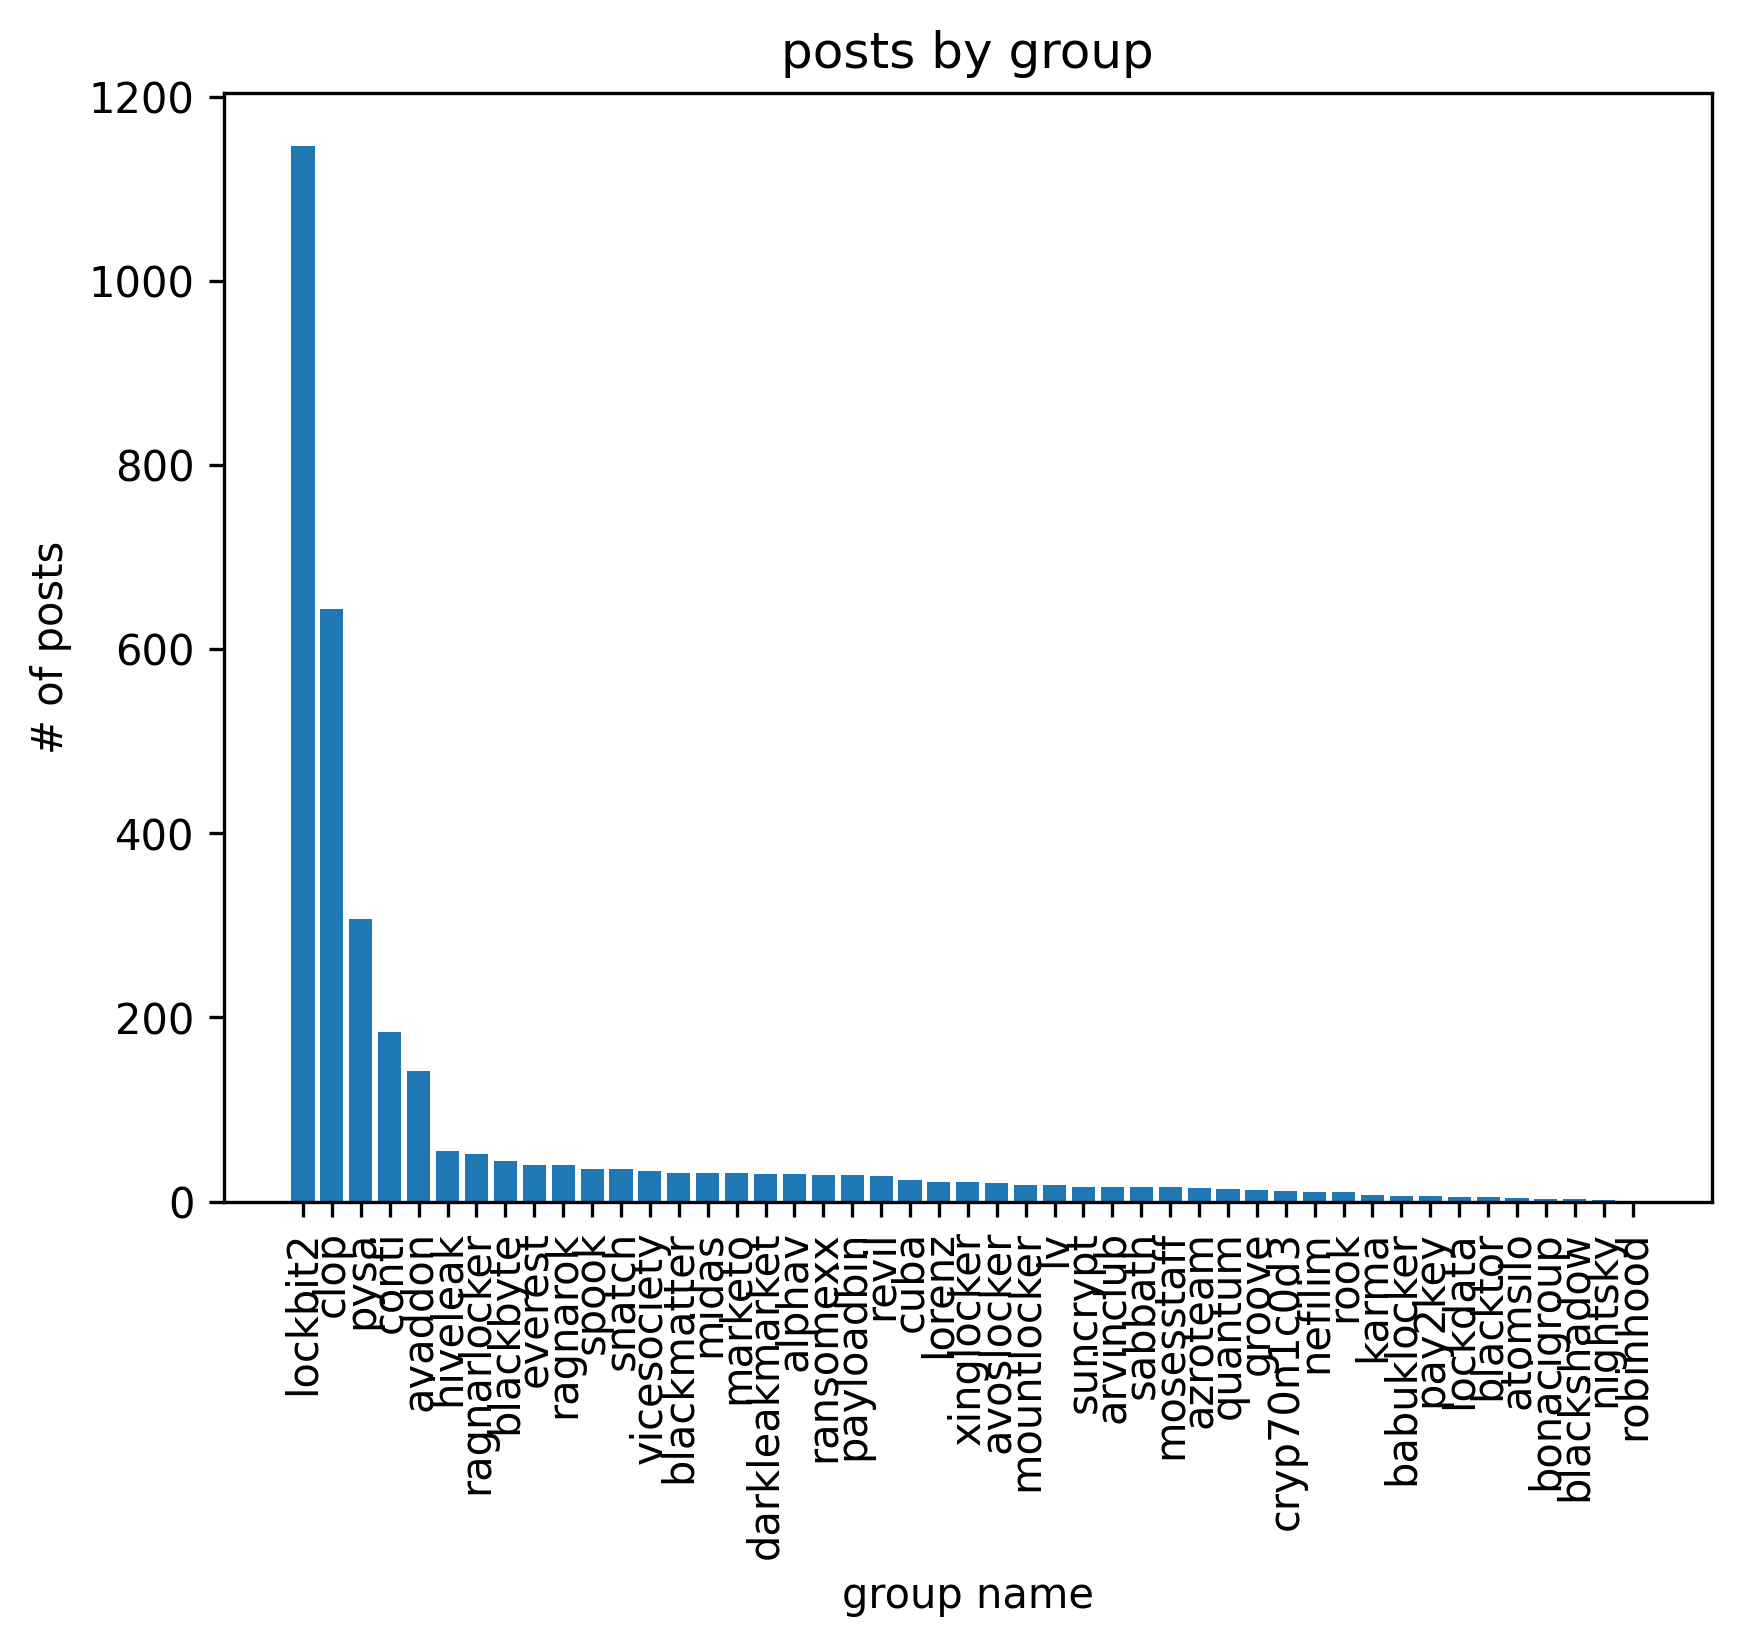 posts by group
1200
1000
800
600
400
200
0
# of posts
lockbit2
clop
pysa
conti
avaddon
hiveleak
ragnarlocker
blackbyte
everest
ragnarok
spook
snatch
vicesociety
blackmatter
midas
marketo
darkleakmarket
alphav
ransomexx
payloadbin
revil
cuba
lorenz
xinglocker
avoslocker
mountlocker
lv
suncrypt
arvinclub
sabbath
mosesstaff
azroteam
quantum
groove
cryp70n1c0d3
nefilim
rook
karma
babuklocker
pay2key
lockdata
blacktor
atomsilo
bonacigroup
blackshadow
nightsky
robinhood
group name